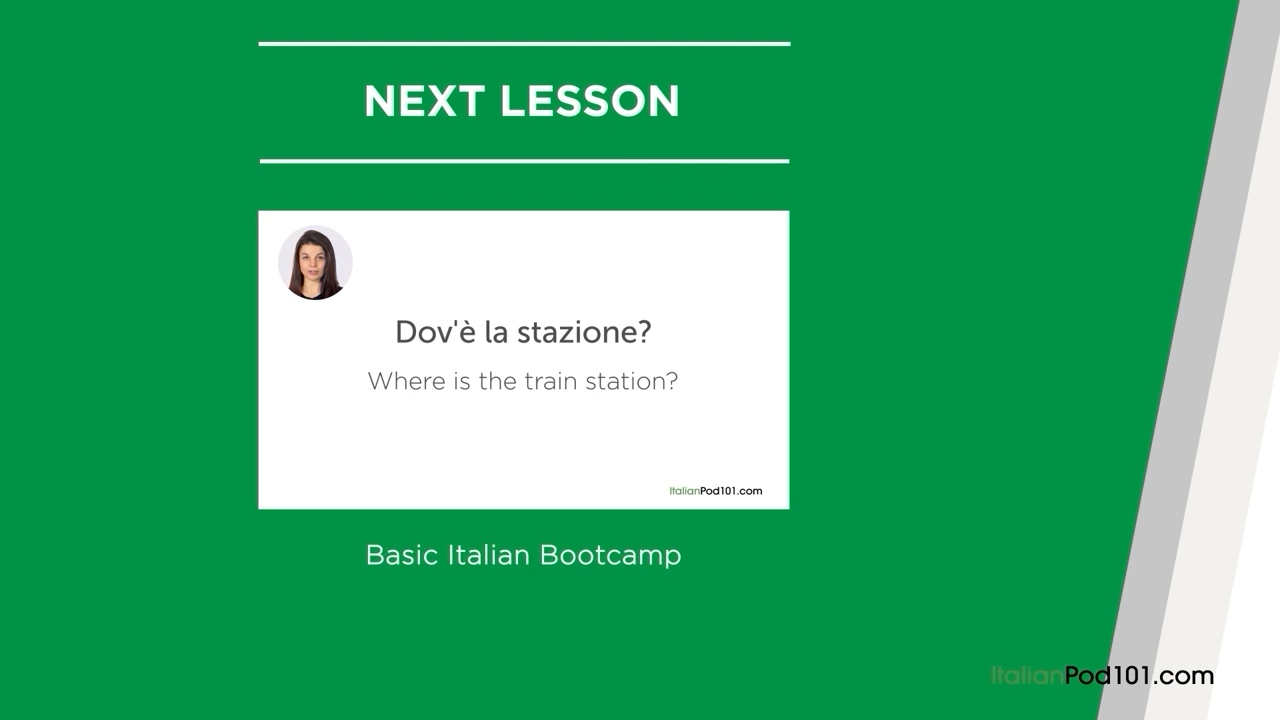 NEXT LESSON
Dov'è la stazione?
Where is the train station?
ItalianPod101.com
Basic Italian Bootcamp
ItalianPod101.com